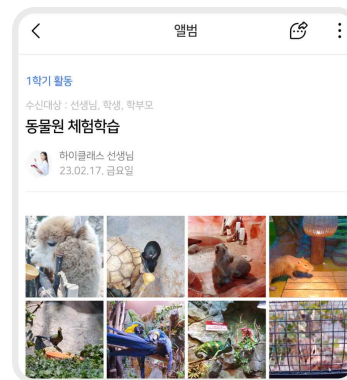 앨범
1학기 활동
수신대상 : 선생님, 학생, 학부모
동물원 체험학습
하이클래스 선생님
23.02.17. 금요일